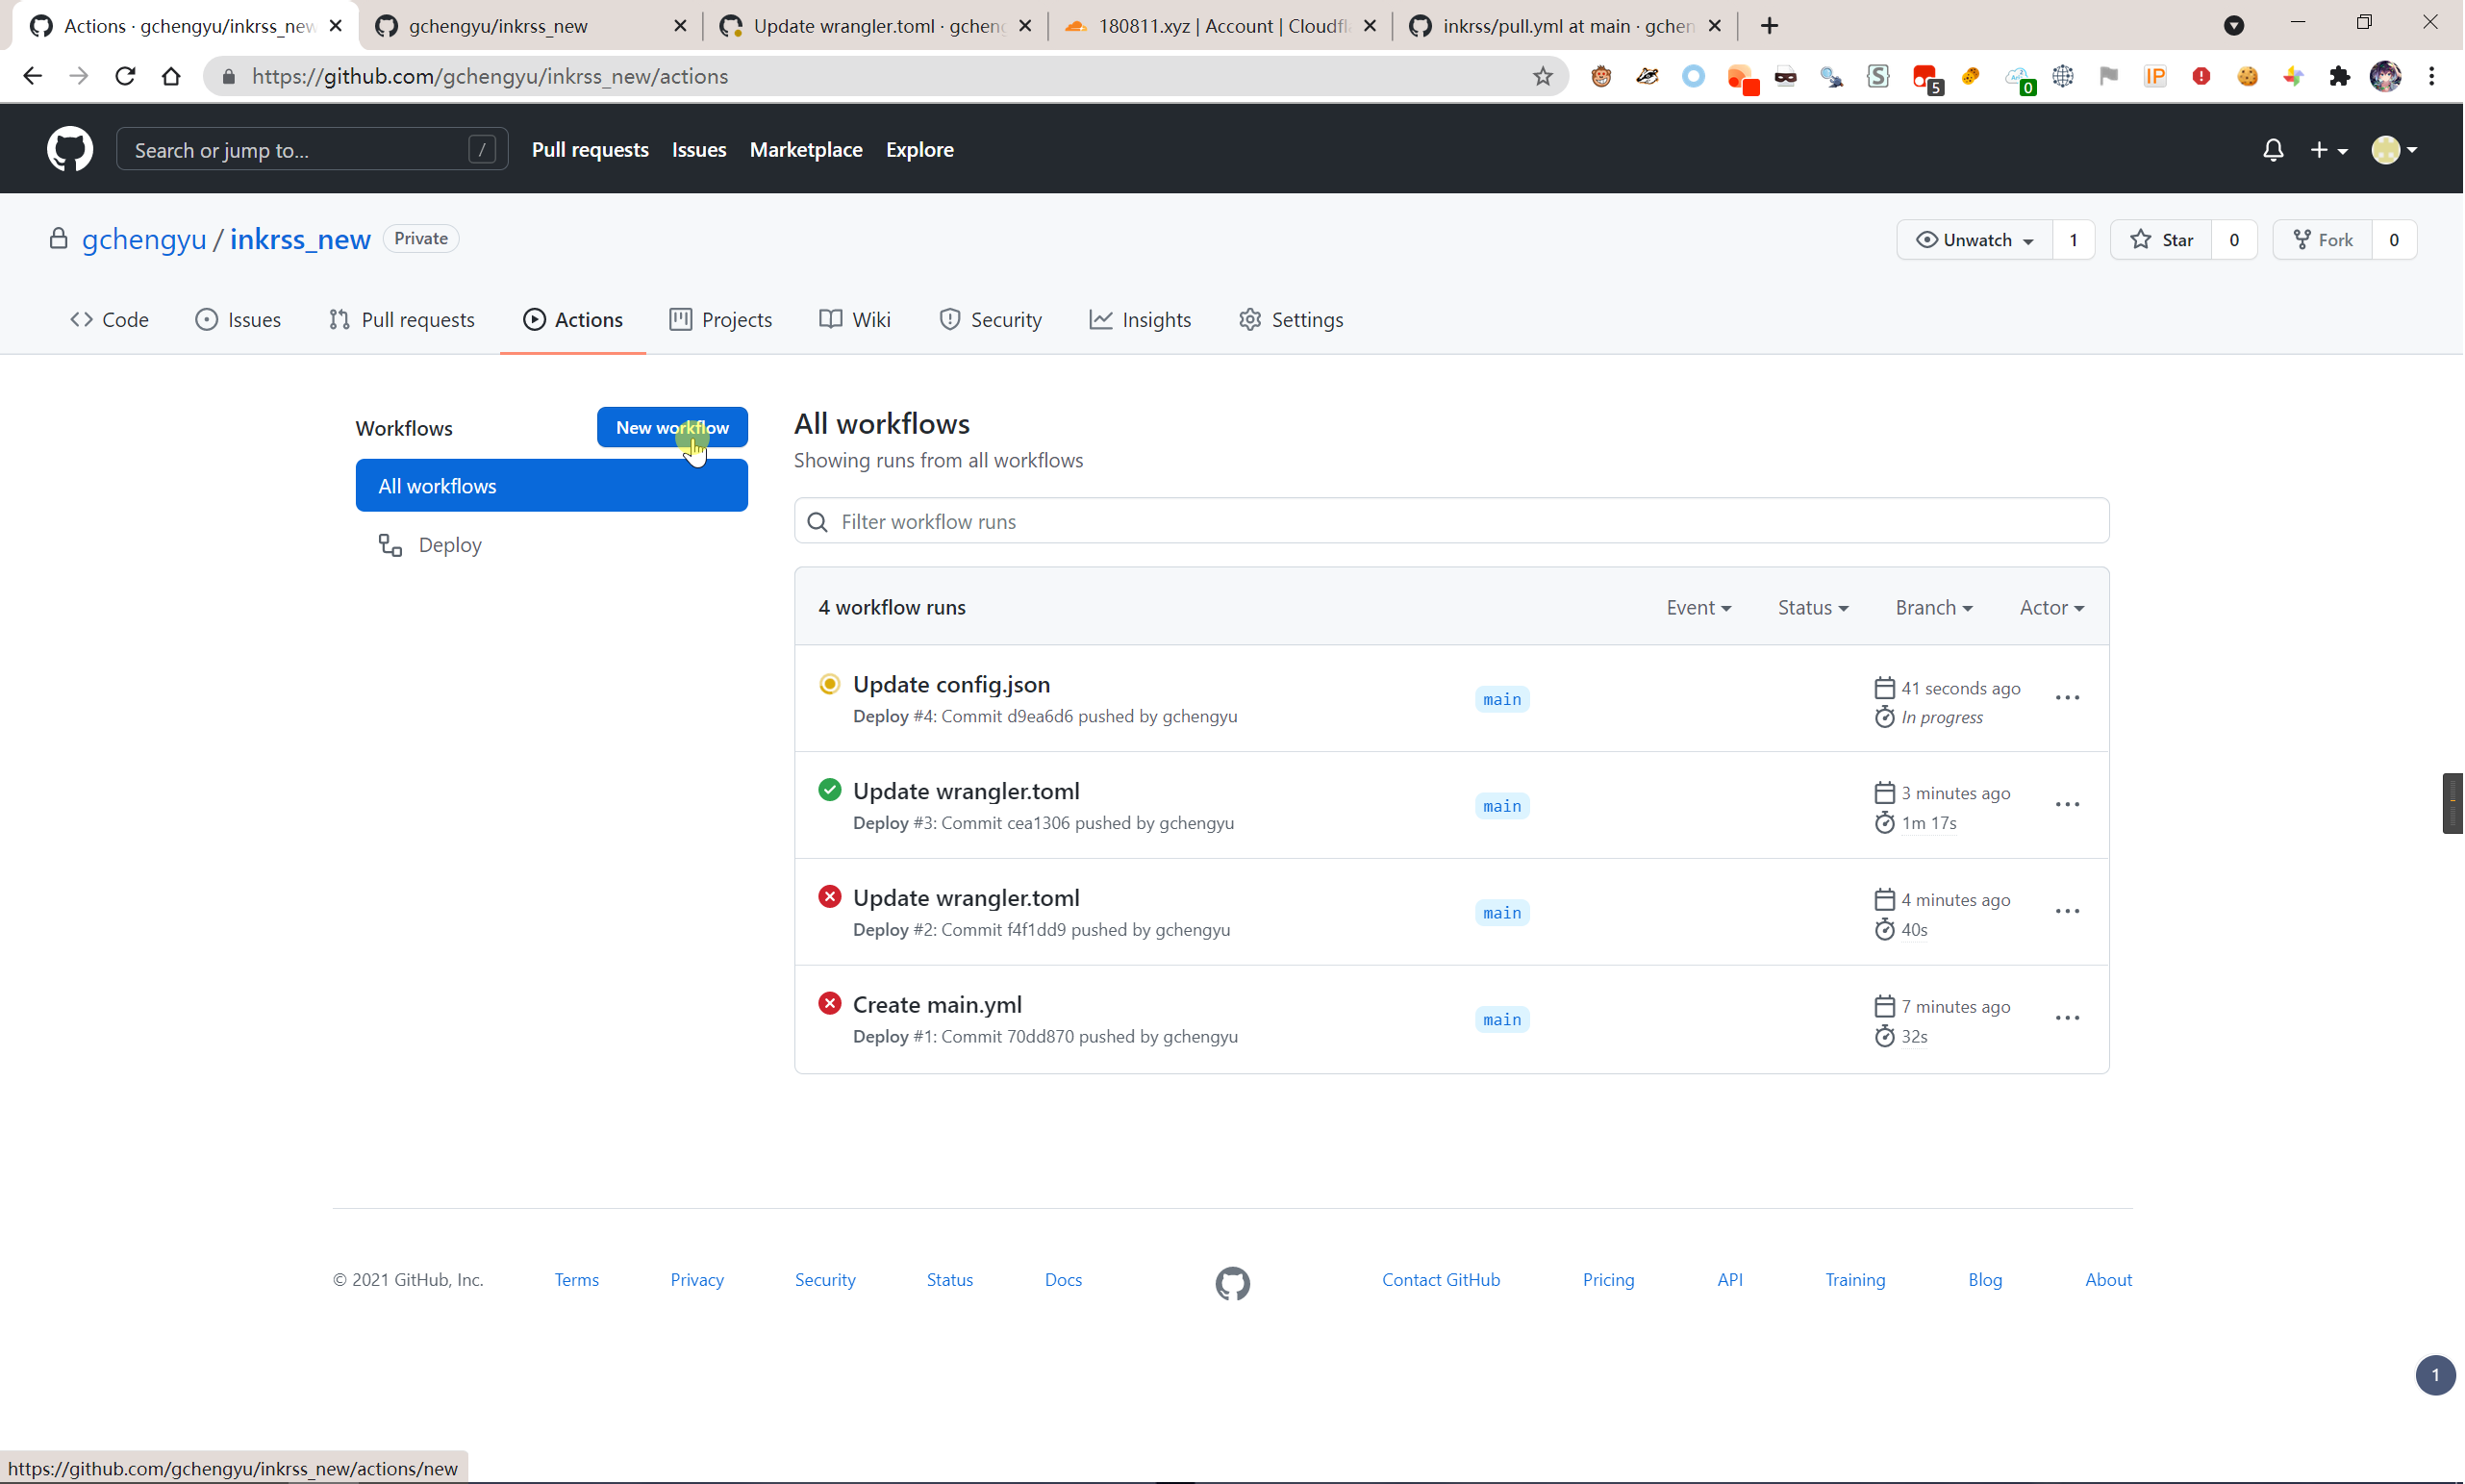 Actions · gchengyu/inkrss_new
gchengyu/inkrss_new
Update wrangler.toml · gcheng
180811.xyz | Account | Cloudfl
inkrss/pull.yml at main · gchen
https://github.com/gchengyu/inkrss_new/actions
5
0
IP
Search or jump to...
/
Pull requests
Issues
Marketplace
Explore
gchengyu / inkrss_new
Private
Unwatch
1
Star
0
Fork
0
Code
Issues
Pull requests
Actions
Projects
Wiki
Security
Insights
Settings
Workflows
New workflow
All workflows
Deploy
All workflows
Showing runs from all workflows
Filter workflow runs
4 workflow runs
Event
Status
Branch
Actor
Update config.json
Deploy #4: Commit d9ea6d6 pushed by gchengyu
main
41 seconds ago
In progress
Update wrangler.toml
Deploy #3: Commit cea1306 pushed by gchengyu
main
3 minutes ago
1m 17s
Update wrangler.toml
Deploy #2: Commit f4f1dd9 pushed by gchengyu
main
4 minutes ago
40s
Create main.yml
Deploy #1: Commit 70dd870 pushed by gchengyu
main
7 minutes ago
32s
© 2021 GitHub, Inc.
Terms
Privacy
Security
Status
Docs
Contact GitHub
Pricing
API
Training
Blog
About
1
https://github.com/gchengyu/inkrss_new/actions/new